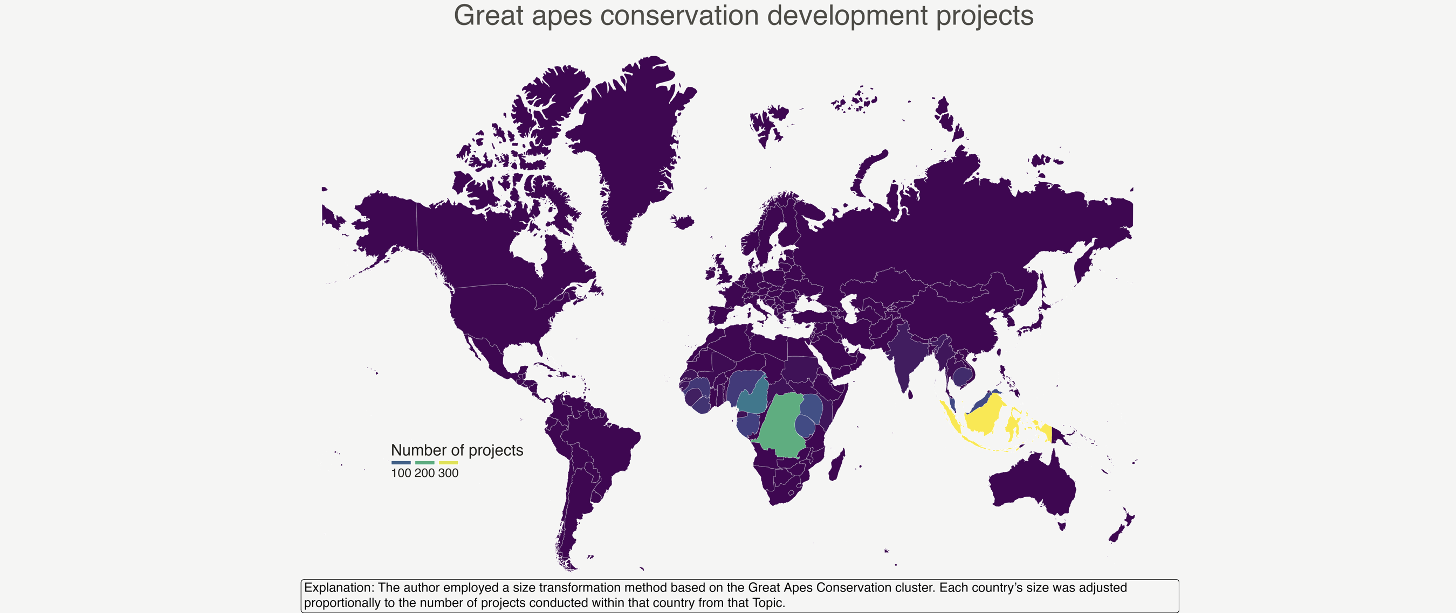 Great apes conservation development projects
Number of projects
100 200 300
Explanation: The author employed a size transformation method based on the Great Apes Conservation cluster. Each country's size was adjusted
proportionally to the number of projects conducted within that country from that Topic.